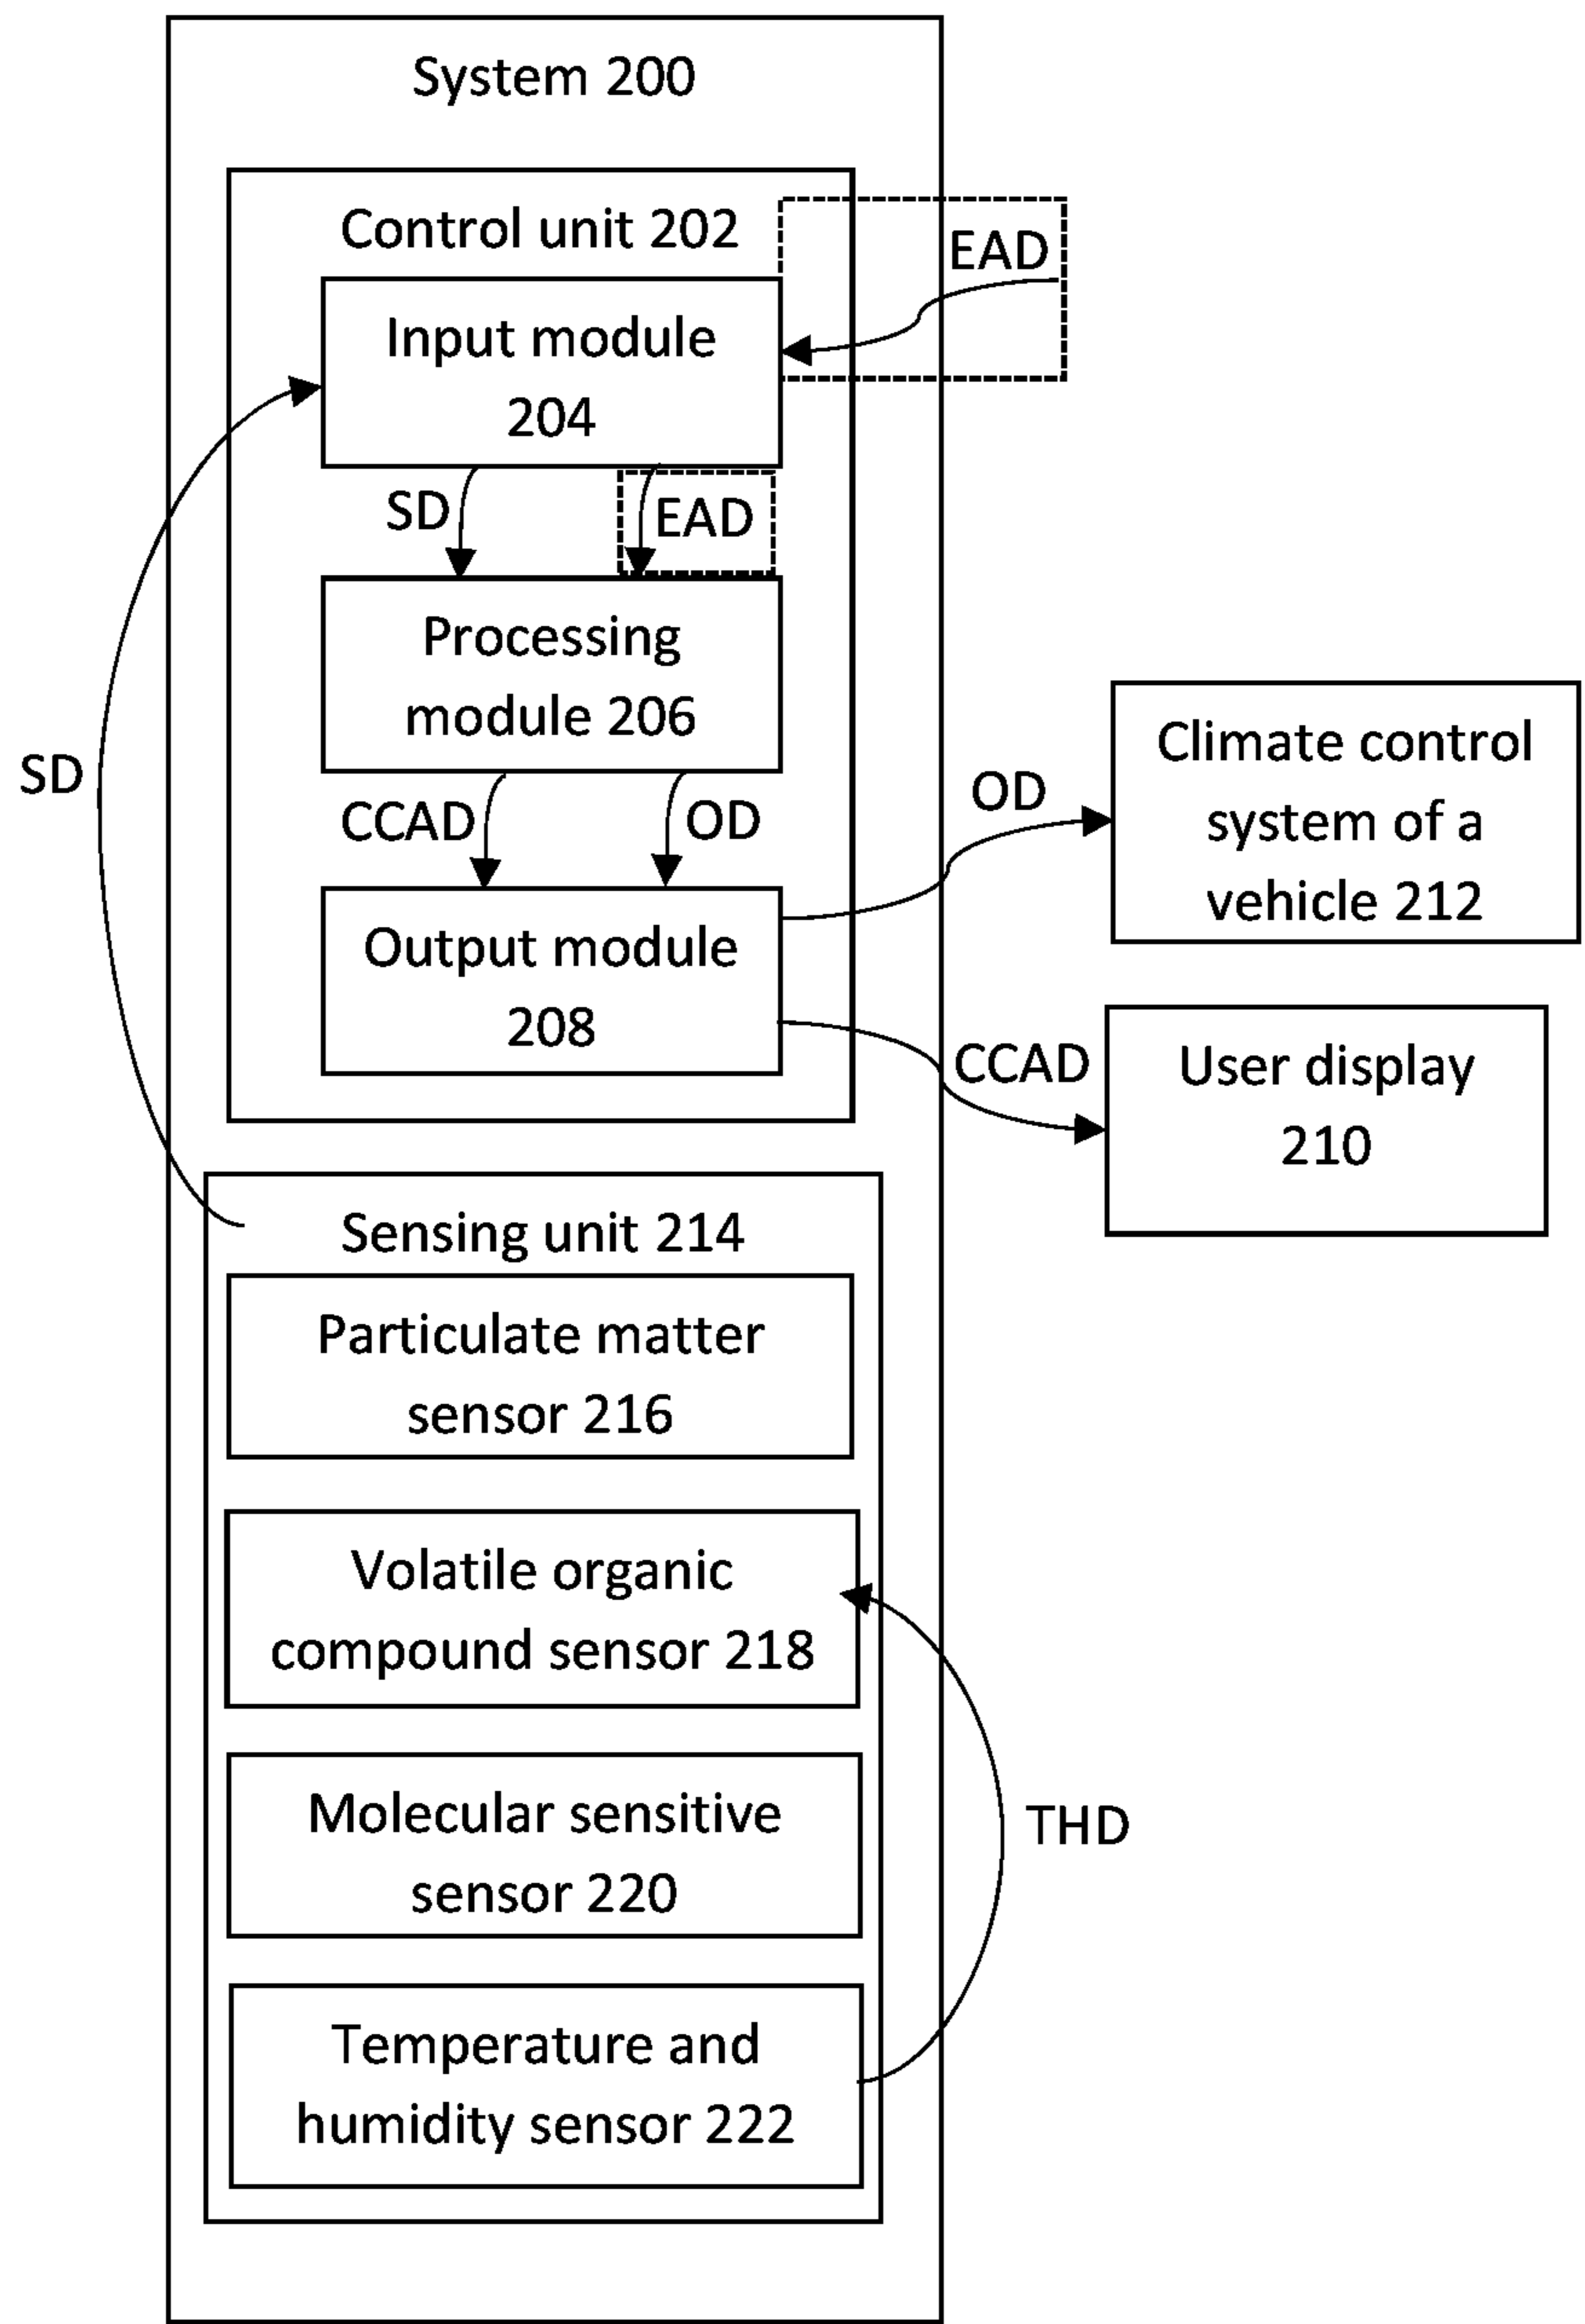 System 200
Control unit 202
EAD
Input module
204
SD
EAD
Processing
module 206
SD
CCAD
OD
OD
Climate control
system of a
vehicle 212
Output module
208
CCAD
User display
210
Sensing unit 214
Particulate matter
sensor 216
Volatile organic
compound sensor 218
Molecular sensitive
sensor 220
THD
Temperature and
humidity sensor 222